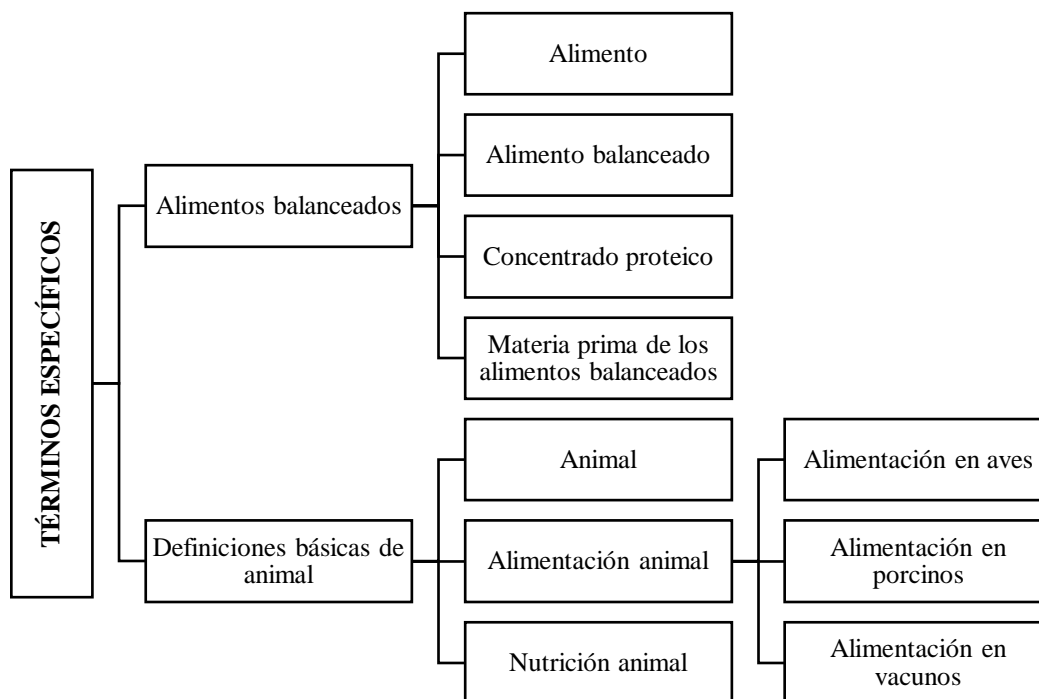 TÉRMINOS ESPECÍFICOS
Alimentos balanceados
Alimento
Alimento balanceado
Concentrado proteico
Materia prima de los
alimentos balanceados
Definiciones básicas de
animal
Animal
Alimentación animal
Alimentación en aves
Alimentación en
porcinos
Alimentación en
vacunos
Nutrición animal